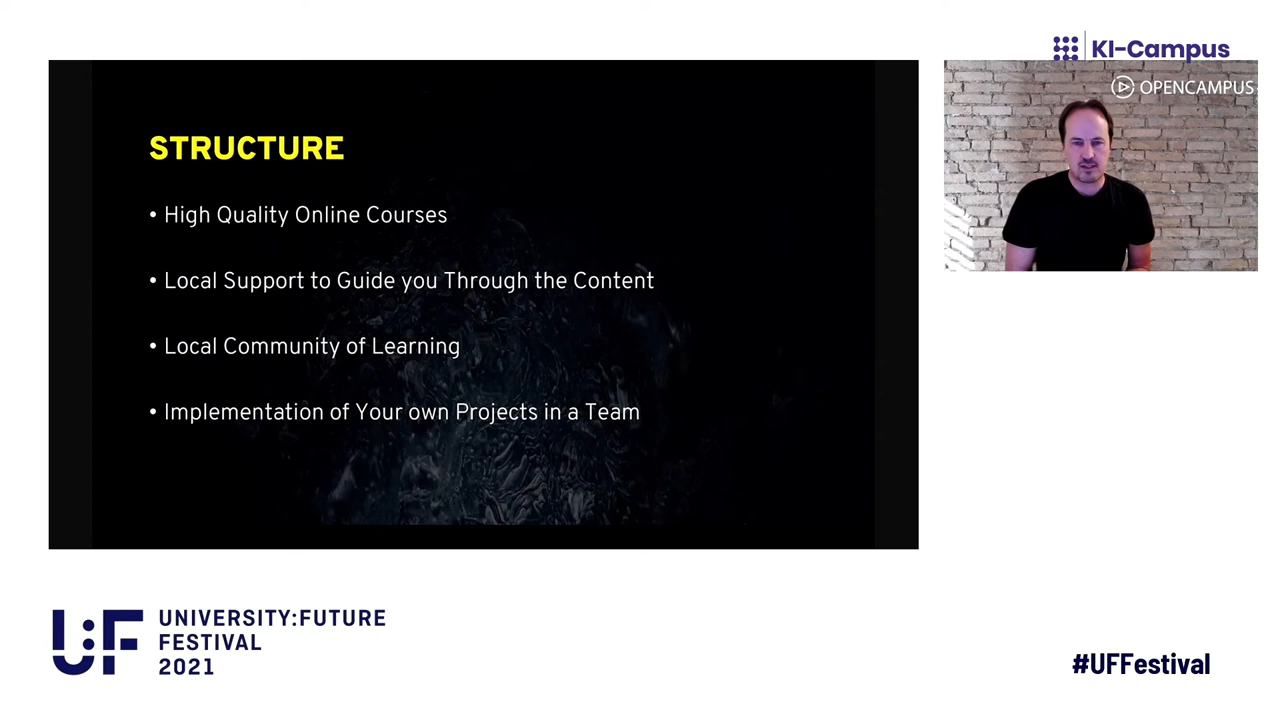 KI-Campus
OPENCAMPUS
STRUCTURE
• High Quality Online Courses
• Local Support to Guide you Through the Content
• Local Community of Learning
• Implementation of Your own Projects in a Team
U:F
UNIVERSITY:FUTURE
FESTIVAL
2021
#UFFestival